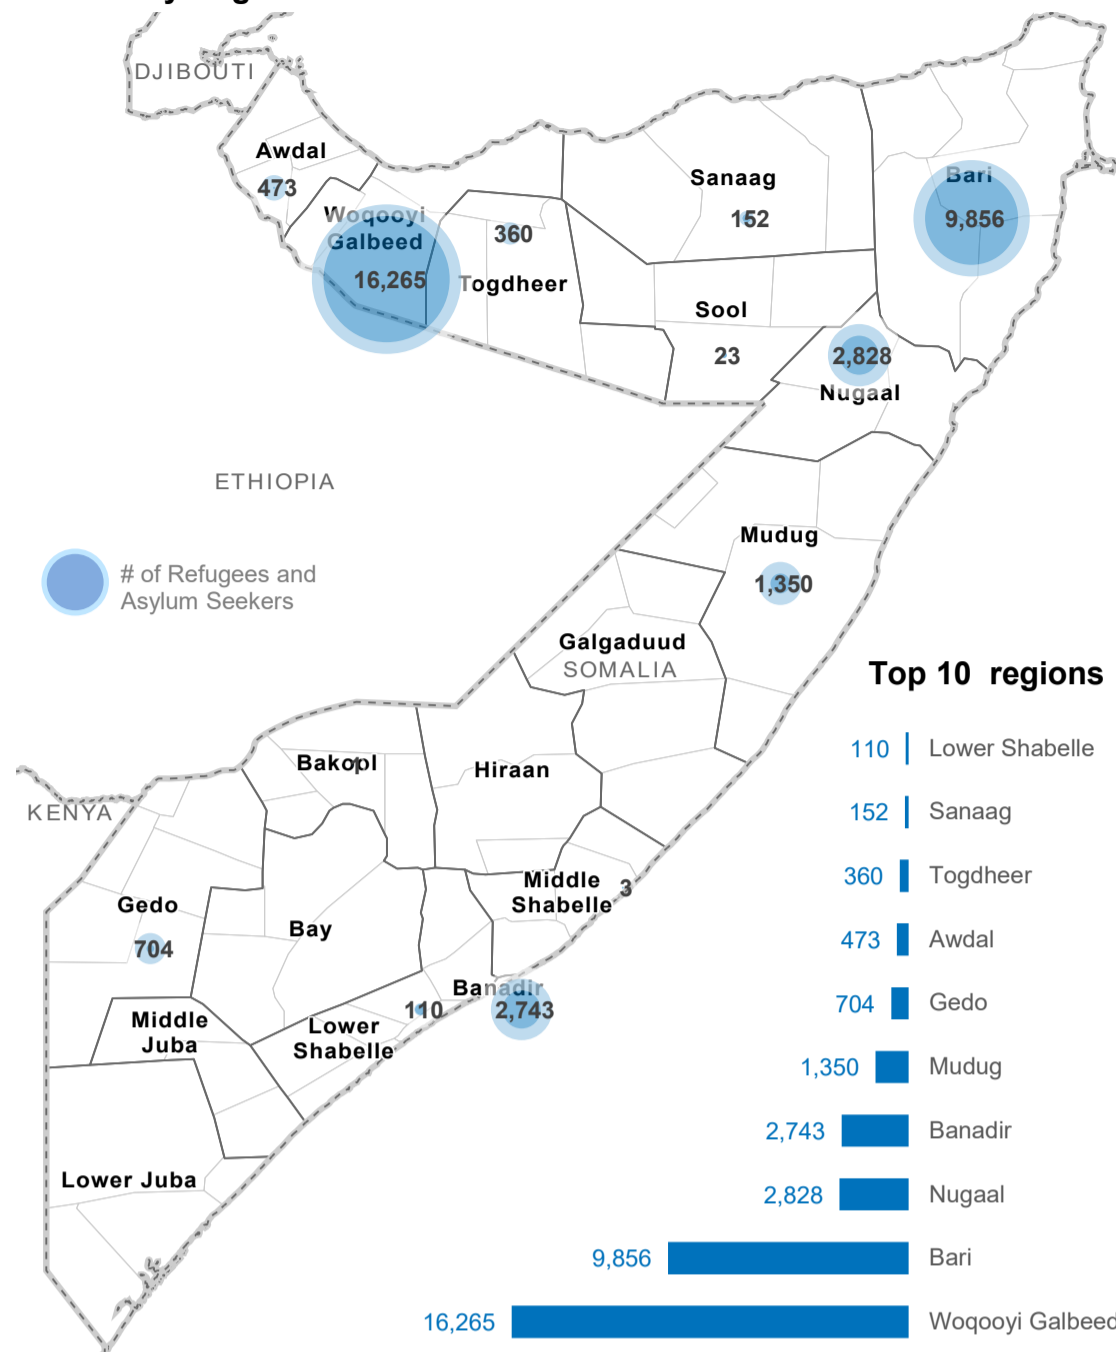 DJIBOUTI
Awdal
473
Woqooyi
Galbeed
16,265
360
Togdheer
Sanaag
152
Bari
9,856
Sool
23
2,828
Nugaal
ETHIOPIA
# of Refugees and
Asylum Seekers
Mudug
1,350
Galgaduud
SOMALIA
Bakool
1
Hiraan
KENYA
Gedo
704
Bay
Middle
Shabelle
3
Banadir
2,743
110
Lower
Shabelle
Middle
Juba
Lower Juba
Top 10 regions
110 Lower Shabelle
152 Sanaag
360 Togdheer
473 Awdal
704 Gedo
1,350 Mudug
2,743 Banadir
2,828 Nugaal
9,856 Bari
16,265 Woqooyi Galbeed